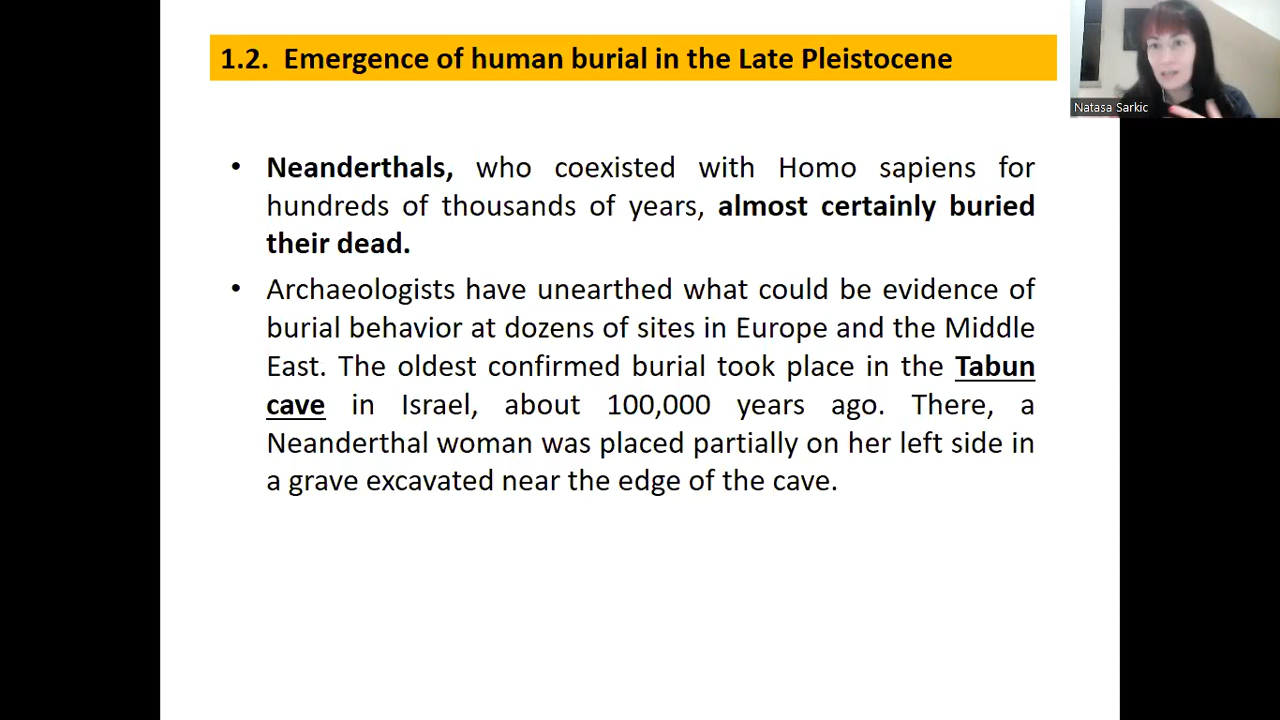 1.2. Emergence of human burial in the Late Pleistocene
Natasa Sarkic
• Neanderthals, who coexisted with Homo sapiens for
hundreds of thousands of years, almost certainly buried
their dead.
• Archaeologists have unearthed what could be evidence of
burial behavior at dozens of sites in Europe and the Middle
East. The oldest confirmed burial took place in the Tabun
cave in Israel, about 100,000 years ago. There, a
Neanderthal woman was placed partially on her left side in
a grave excavated near the edge of the cave.